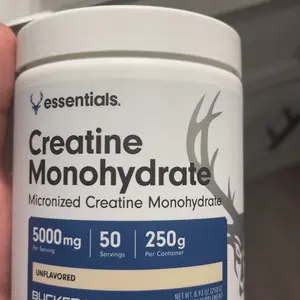 essentials.
Creatine
Monohydrate
Micronized Creatine Monohydrate
5000mg 50 250g
Per Serving Servings Per Container
UNFLAVORED